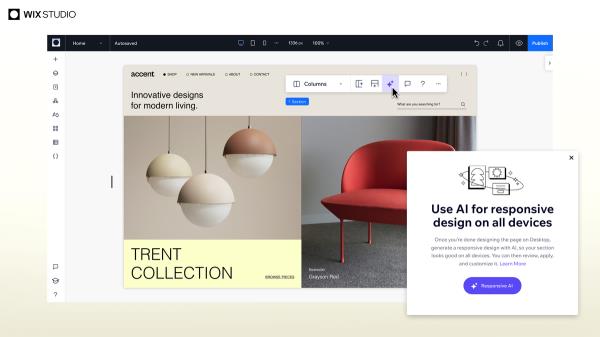 WIX STUDIO
Home
Autosaved
1336 px
100%
Publish
accent.
SHOP
NEW ARRIVALS
ABOUT
CONTACT
Columns
?
Innovative designs
for modern living.
Section
What are you searching for?
TRENT
COLLECTION
BROWSE PIECES
Grayson Red
Use AI for responsive
design on all devices
Once you're done designing the page on Desktop,
generate a responsive design with AI, so your section
looks good on all devices. You can then review, apply,
and customize it. Learn More
Responsive AI
?